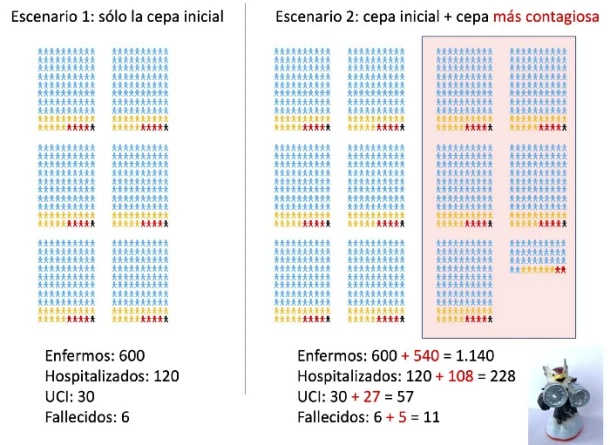 Escenario 1: sólo la cepa inicial
Escenario 2: cepa inicial + cepa más contagiosa
Enfermos: 600
Hospitalizados: 120
UCI: 30
Fallecidos: 6
Enfermos: 600 + 540 = 1.140
Hospitalizados: 120 + 108 = 228
UCI: 30 + 27 = 57
Fallecidos: 6 + 5 = 11